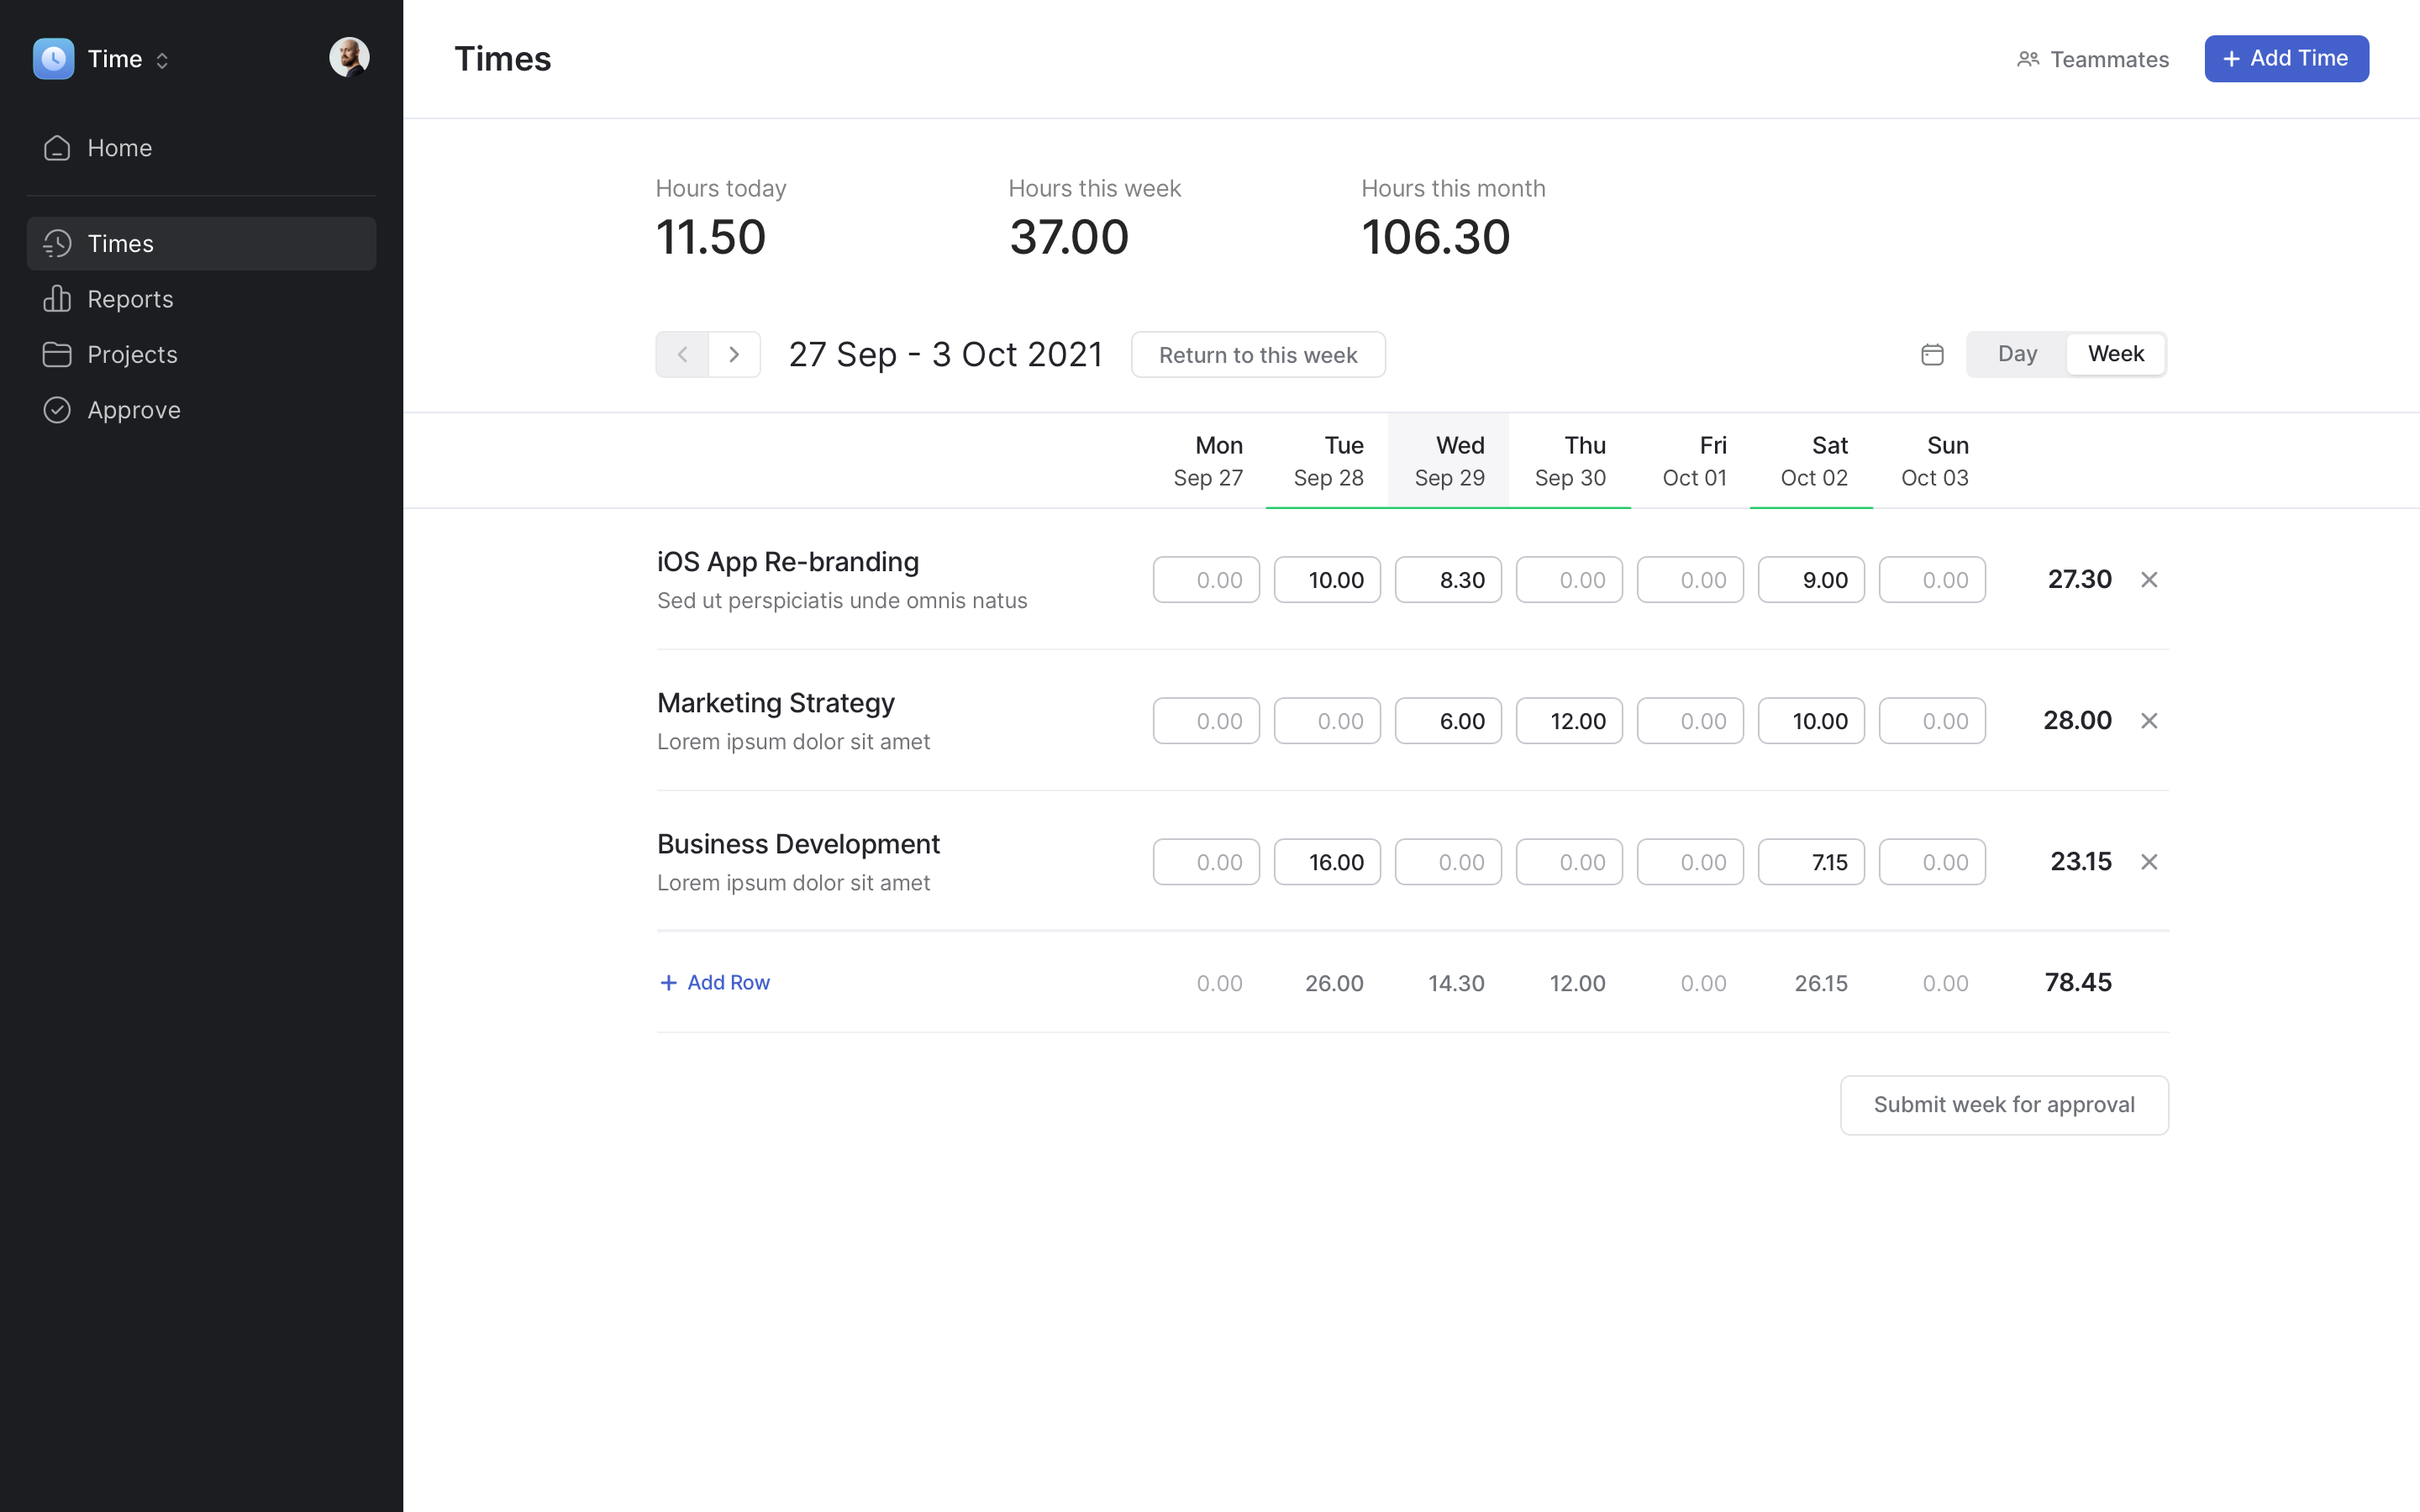 Time
Home
Times
Reports
Projects
Approve
Times
Teammates
+ Add Time
Hours today
11.50
Hours this week
37.00
Hours this month
106.30
27 Sep - 3 Oct 2021
Return to this week
Day Week
Mon Tue Wed Thu Fri Sat Sun
Sep 27 Sep 28 Sep 29 Sep 30 Oct 01 Oct 02 Oct 03
iOS App Re-branding
Sed ut perspiciatis unde omnis natus
0.00 10.00 8.30 0.00 0.00 9.00 0.00 27.30
Marketing Strategy
Lorem ipsum dolor sit amet
0.00 0.00 6.00 12.00 0.00 10.00 0.00 28.00
Business Development
Lorem ipsum dolor sit amet
0.00 16.00 0.00 0.00 0.00 7.15 0.00 23.15
+ Add Row 0.00 26.00 14.30 12.00 0.00 26.15 0.00 78.45
Submit week for approval